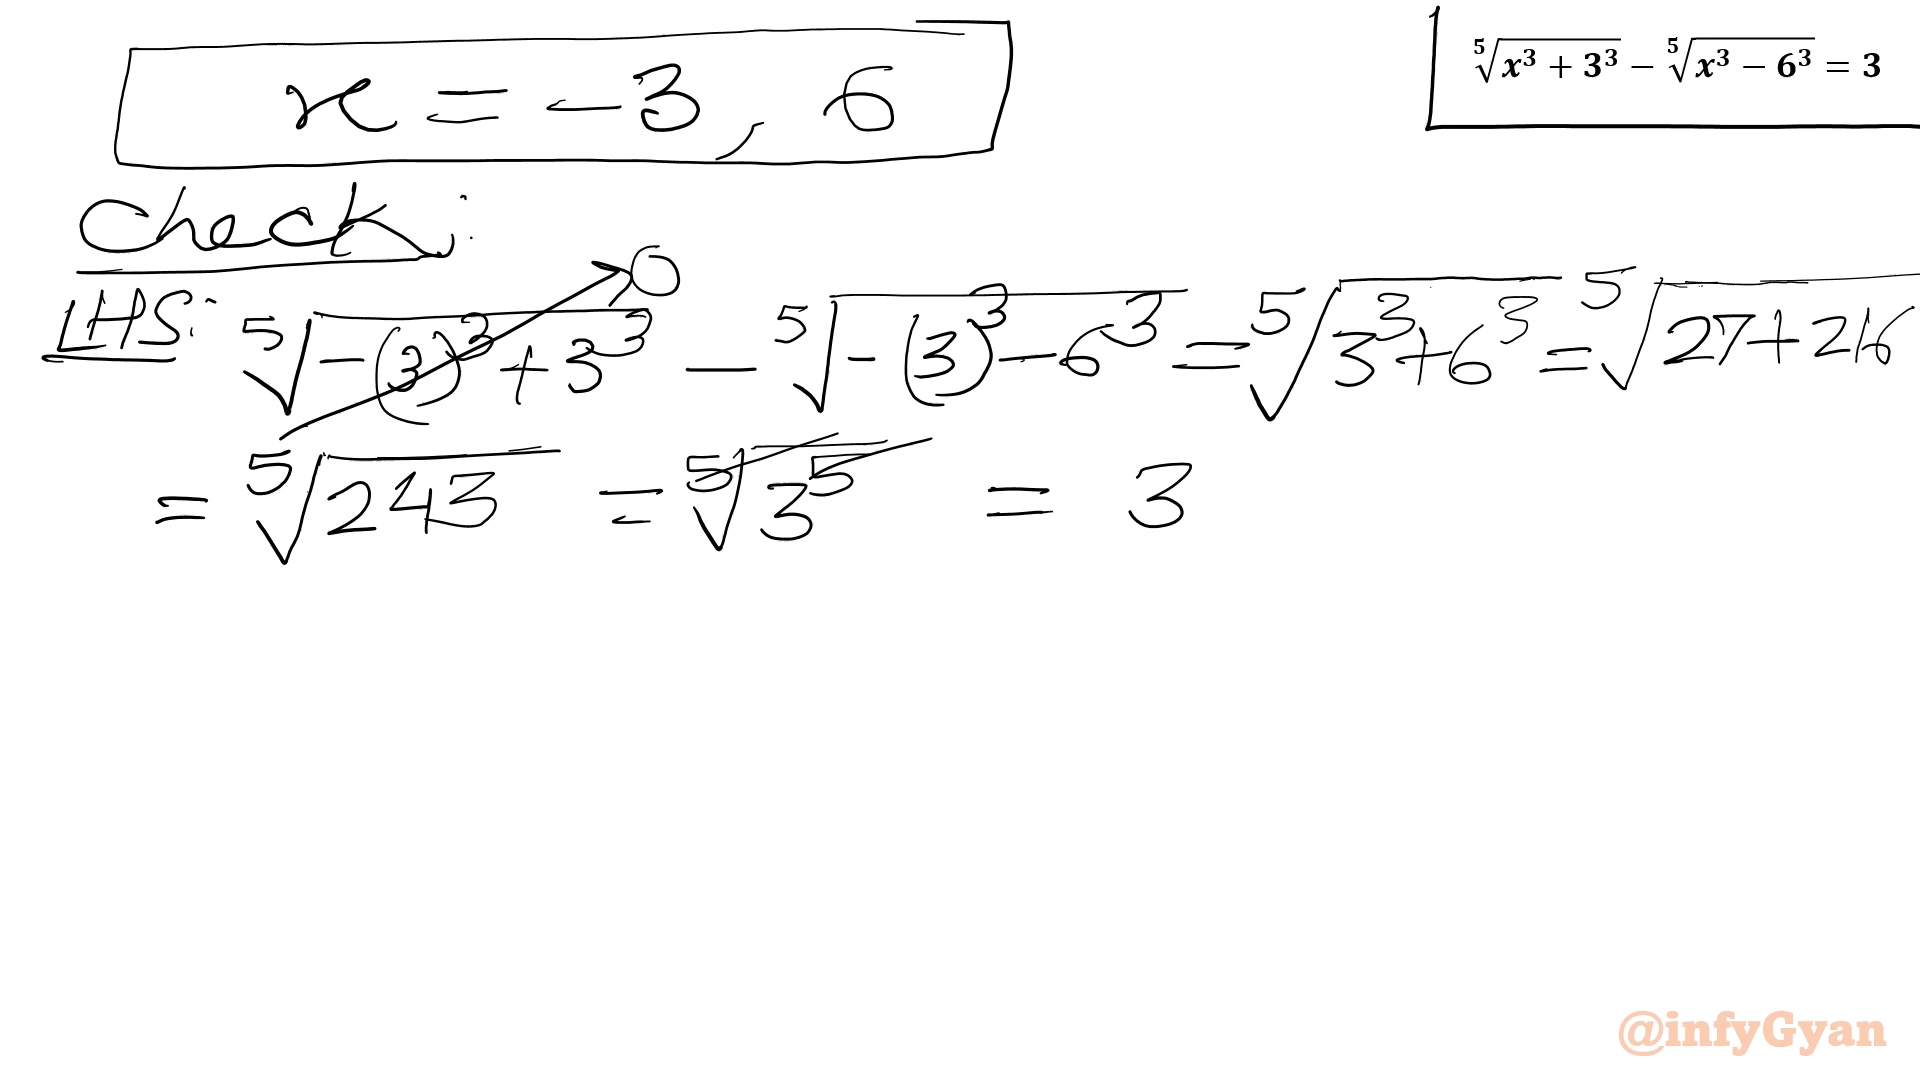 x = -3, 6
⁵√(x³ + 3³) − ⁵√(x³ − 6³) = 3
Check:
LHS: ⁵√(-(3)³ + 3³) → 0 − ⁵√(-(3)³ − 6³) = ⁵√(3³ + 6³) = ⁵√(27 + 216)
= ⁵√243 = ⁵√(3⁵) = 3
@infyGyan